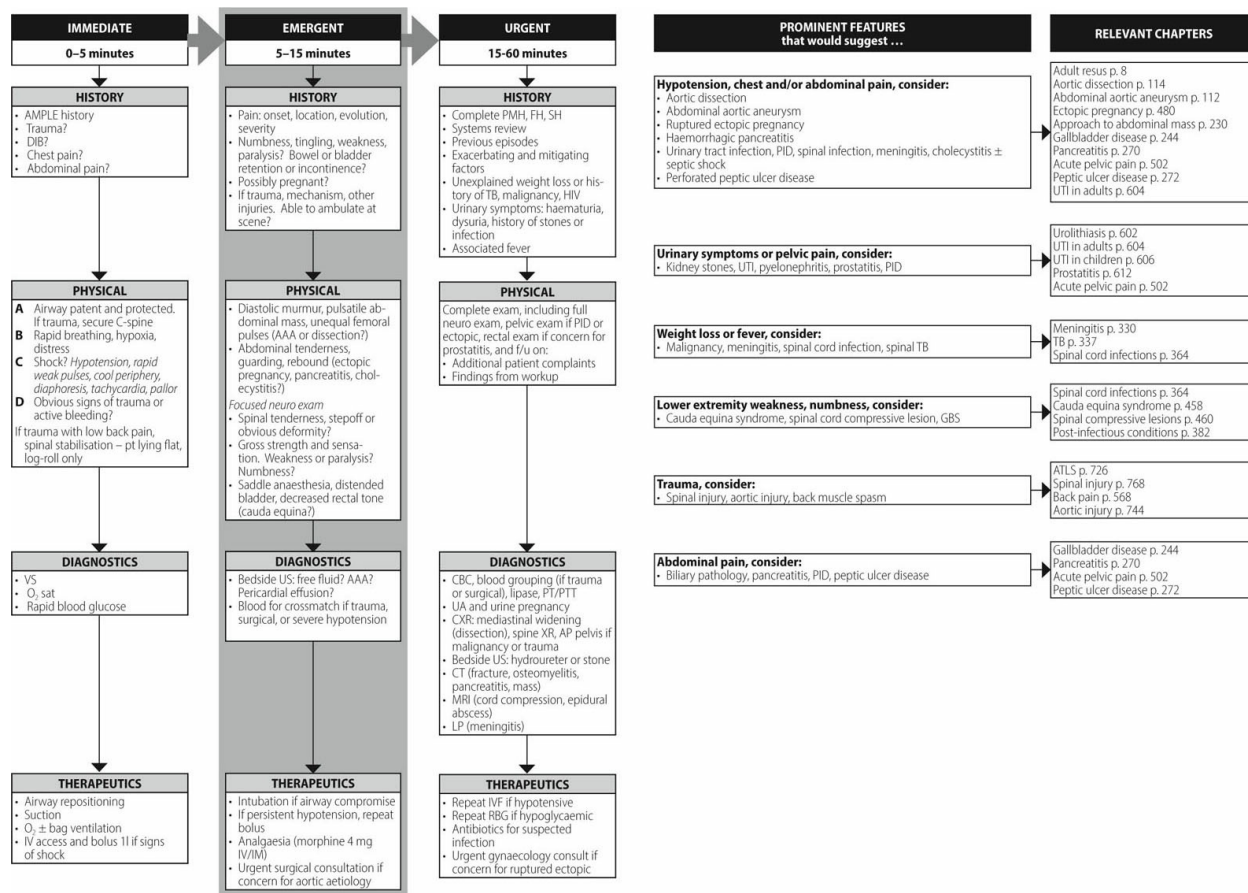 IMMEDIATE
0–5 minutes
HISTORY
• AMPLE history
• Trauma?
• DIB?
• Chest pain?
• Abdominal pain?
PHYSICAL
A Airway patent and protected.
If trauma, secure C-spine
B Rapid breathing, hypoxia,
distress
C Shock? Hypotension, rapid
weak pulses, cool periphery,
diaphoresis, tachycardia, pallor
D Obvious signs of trauma or
active bleeding?
If trauma with low back pain,
spinal stabilisation – pt lying flat,
log-roll only
DIAGNOSTICS
• VS
• O₂ sat
• Rapid blood glucose
THERAPEUTICS
• Airway repositioning
• Suction
• O₂ ± bag ventilation
• IV access and bolus 1l if signs
of shock
EMERGENT
5–15 minutes
HISTORY
• Pain: onset, location, evolution,
severity
• Numbness, tingling, weakness,
paralysis? Bowel or bladder
retention or incontinence?
• Possibly pregnant?
• If trauma, mechanism, other
injuries. Able to ambulate at
scene?
PHYSICAL
• Diastolic murmur, pulsatile ab-
dominal mass, unequal femoral
pulses (AAA or dissection?)
• Abdominal tenderness,
guarding, rebound (ectopic
pregnancy, pancreatitis, chol-
ecystitis?)
Focused neuro exam
• Spinal tenderness, stepoff or
obvious deformity?
• Gross strength and sensa-
tion. Weakness or paralysis?
Numbness?
• Saddle anaesthesia, distended
bladder, decreased rectal tone
(cauda equina?)
DIAGNOSTICS
• Bedside US: free fluid? AAA?
Pericardial effusion?
• Blood for crossmatch if trauma,
surgical, or severe hypotension
THERAPEUTICS
• Intubation if airway compromise
• If persistent hypotension, repeat
bolus
• Analgaesia (morphine 4 mg
IV/IM)
• Urgent surgical consultation if
concern for aortic aetiology
URGENT
15-60 minutes
HISTORY
• Complete PMH, FH, SH
• Systems review
• Previous episodes
• Exacerbating and mitigating
factors
• Unexplained weight loss or his-
tory of TB, malignancy, HIV
• Urinary symptoms: haematuria,
dysuria, history of stones or
infection
• Associated fever
PHYSICAL
Complete exam, including full
neuro exam, pelvic exam if PID or
ectopic, rectal exam if concern for
prostatitis, and f/u on:
• Additional patient complaints
• Findings from workup
DIAGNOSTICS
• CBC, blood grouping (if trauma
or surgical), lipase, PT/PTT
• UA and urine pregnancy
• CXR: mediastinal widening
(dissection), spine XR, AP pelvis if
malignancy or trauma
• Bedside US: hydroureter or stone
• CT (fracture, osteomyelitis,
pancreatitis, mass)
• MRI (cord compression, epidural
abscess)
• LP (meningitis)
THERAPEUTICS
• Repeat IVF if hypotensive
• Repeat RBG if hypoglycaemic
• Antibiotics for suspected
infection
• Urgent gynaecology consult if
concern for ruptured ectopic
PROMINENT FEATURES
that would suggest ...
RELEVANT CHAPTERS
Hypotension, chest and/or abdominal pain, consider:
• Aortic dissection
• Abdominal aortic aneurysm
• Ruptured ectopic pregnancy
• Haemorrhagic pancreatitis
• Urinary tract infection, PID, spinal infection, meningitis, cholecystitis ±
septic shock
• Perforated peptic ulcer disease
Adult resus p. 8
Aortic dissection p. 114
Abdominal aortic aneurysm p. 112
Ectopic pregnancy p. 480
Approach to abdominal mass p. 230
Gallbladder disease p. 244
Pancreatitis p. 270
Acute pelvic pain p. 502
Peptic ulcer disease p. 272
UTI in adults p. 604
Urinary symptoms or pelvic pain, consider:
• Kidney stones, UTI, pyelonephritis, prostatitis, PID
Urolithiasis p. 602
UTI in adults p. 604
UTI in children p. 606
Prostatitis p. 612
Acute pelvic pain p. 502
Weight loss or fever, consider:
• Malignancy, meningitis, spinal cord infection, spinal TB
Meningitis p. 330
TB p. 337
Spinal cord infections p. 364
Lower extremity weakness, numbness, consider:
• Cauda equina syndrome, spinal cord compressive lesion, GBS
Spinal cord infections p. 364
Cauda equina syndrome p. 458
Spinal compressive lesions p. 460
Post-infectious conditions p. 382
Trauma, consider:
• Spinal injury, aortic injury, back muscle spasm
ATLS p. 726
Spinal injury p. 768
Back pain p. 568
Aortic injury p. 744
Abdominal pain, consider:
• Biliary pathology, pancreatitis, PID, peptic ulcer disease
Gallbladder disease p. 244
Pancreatitis p. 270
Acute pelvic pain p. 502
Peptic ulcer disease p. 272